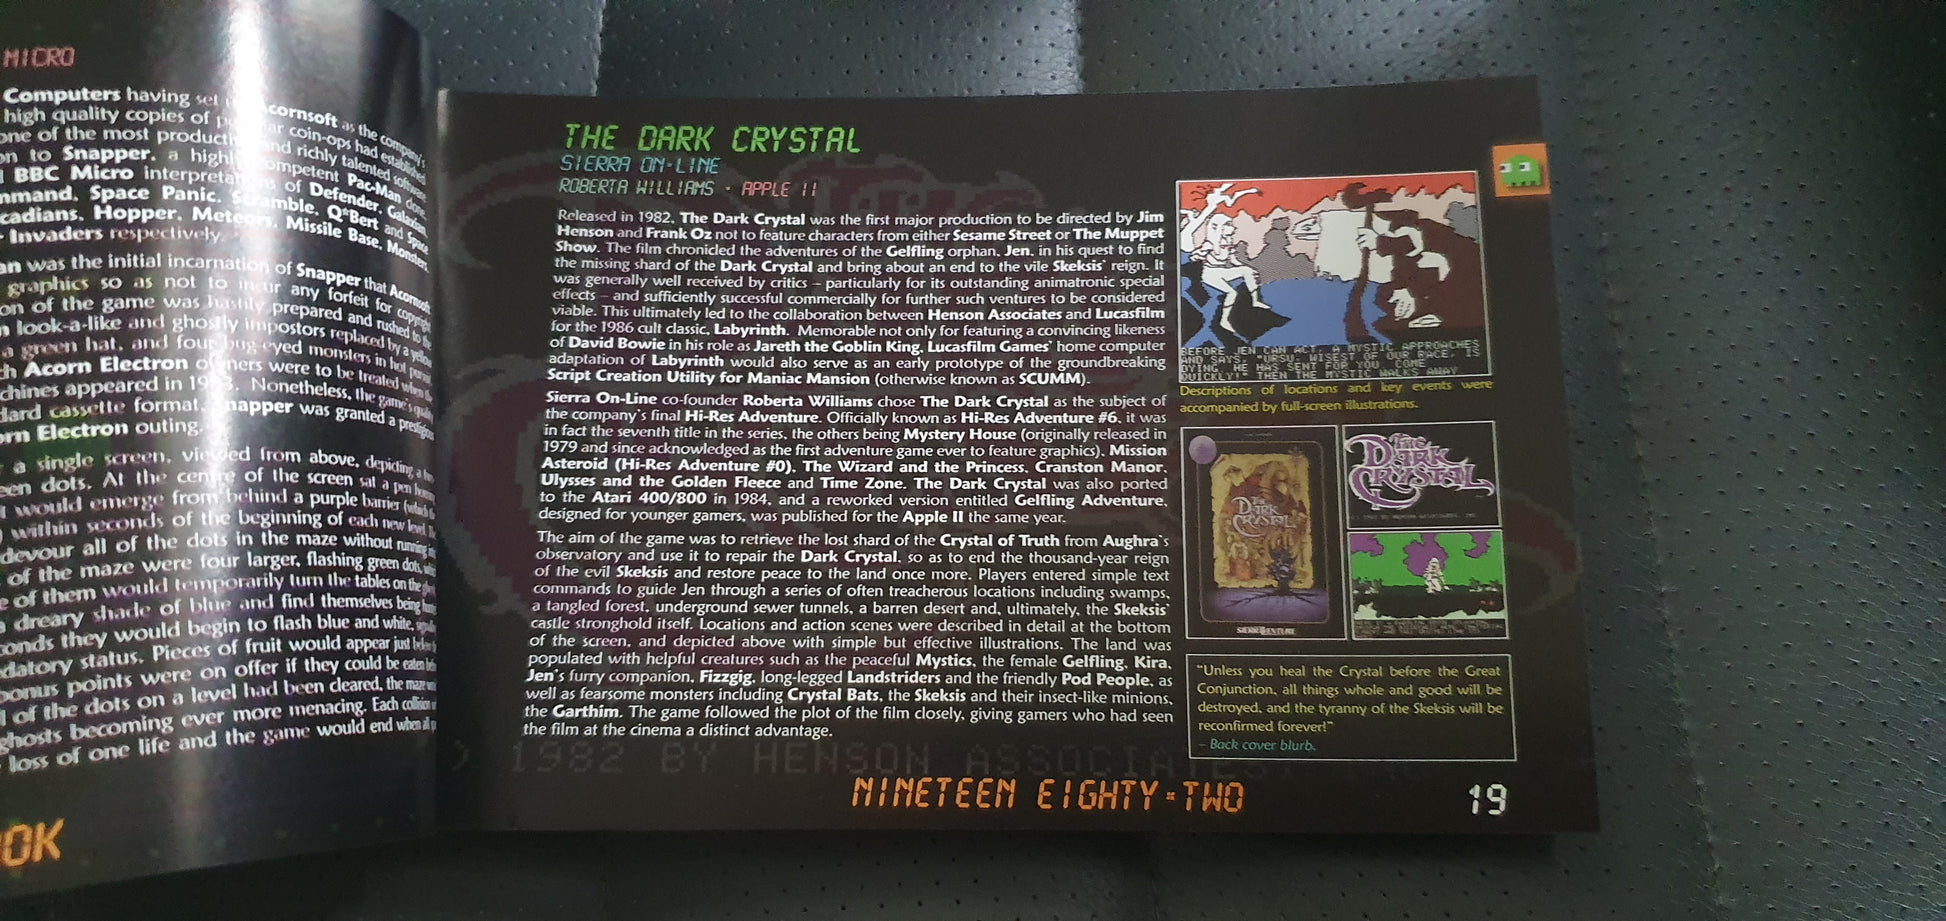 MICRO
Computers having set Acornsoft as the company's
high quality copies of coin-ops had established
one of the most and richly talented software
on to Snapper, a highly competent Pac-Man clone,
BBC Micro of Defender, Galaxian,
Space Panic, Scramble, Q*Bert and Space
Hopper, Meteors, Missile Base, Monsters,
Invaders respectively.
was the initial incarnation of Snapper that Acornsoft
graphics so as not to incur any forfeit for
on of the game was hastily prepared and rushed to the
look-a-like and ghostly impostors replaced by a yellow
a green hat, and four bug eyed monsters in hot pursuit
Acorn Electron owners were to be treated when the
appeared in 1983. Nonetheless, the game's
cassette format, Snapper was granted a
Electron outing.
a single screen, viewed from above, depicting a
dots. At the centre of the screen sat a pen
would emerge from behind a purple barrier
within seconds of the beginning of each new level.
devour all of the dots in the maze without running
of the maze were four larger, flashing green dots,
of them would temporarily turn the tables on the
dreary shade of blue and find themselves being
they would begin to flash blue and white,
status. Pieces of fruit would appear just
bonus points were on offer if they could be eaten
of the dots on a level had been cleared, the maze
ghosts becoming ever more menacing. Each collision
loss of one life and the game would end when all
THE DARK CRYSTAL
SIERRA ON-LINE
ROBERTA WILLIAMS · APPLE II
Released in 1982, The Dark Crystal was the first major production to be directed by Jim
Henson and Frank Oz not to feature characters from either Sesame Street or The Muppet
Show. The film chronicled the adventures of the Gelfling orphan, Jen, in his quest to find
the missing shard of the Dark Crystal and bring about an end to the vile Skeksis' reign. It
was generally well received by critics – particularly for its outstanding animatronic special
effects – and sufficiently successful commercially for further such ventures to be considered
viable. This ultimately led to the collaboration between Henson Associates and Lucasfilm
for the 1986 cult classic, Labyrinth. Memorable not only for featuring a convincing likeness
of David Bowie in his role as Jareth the Goblin King, Lucasfilm Games' home computer
adaptation of Labyrinth would also serve as an early prototype of the groundbreaking
Script Creation Utility for Maniac Mansion (otherwise known as SCUMM).
Sierra On-Line co-founder Roberta Williams chose The Dark Crystal as the subject of
the company's final Hi-Res Adventure. Officially known as Hi-Res Adventure #6, it was
in fact the seventh title in the series, the others being Mystery House (originally released in
1979 and since acknowledged as the first adventure game ever to feature graphics), Mission
Asteroid (Hi-Res Adventure #0), The Wizard and the Princess, Cranston Manor,
Ulysses and the Golden Fleece and Time Zone. The Dark Crystal was also ported
to the Atari 400/800 in 1984, and a reworked version entitled Gelfling Adventure,
designed for younger gamers, was published for the Apple II the same year.
The aim of the game was to retrieve the lost shard of the Crystal of Truth from Aughra's
observatory and use it to repair the Dark Crystal, so as to end the thousand-year reign
of the evil Skeksis and restore peace to the land once more. Players entered simple text
commands to guide Jen through a series of often treacherous locations including swamps,
a tangled forest, underground sewer tunnels, a barren desert and, ultimately, the Skeksis'
castle stronghold itself. Locations and action scenes were described in detail at the bottom
of the screen, and depicted above with simple but effective illustrations. The land was
populated with helpful creatures such as the peaceful Mystics, the female Gelfling, Kira,
Jen's furry companion, Fizzgig, long-legged Landstriders and the friendly Pod People, as
well as fearsome monsters including Crystal Bats, the Skeksis and their insect-like minions,
the Garthim. The game followed the plot of the film closely, giving gamers who had seen
the film at the cinema a distinct advantage.
BEFORE JEN CAN ACT, A MYSTIC APPROACHES
AND SAYS, "URSU, WISEST OF OUR RACE, IS
DYING. HE HAS SENT FOR YOU. COME
QUICKLY!" THEN THE MYSTIC WALKS AWAY
Descriptions of locations and key events were
accompanied by full-screen illustrations.
THE DARK CRYSTAL
SIERRAVENTURE
THE DARK CRYSTAL
"Unless you heal the Crystal before the Great
Conjunction, all things whole and good will be
destroyed, and the tyranny of the Skeksis will be
reconfirmed forever!"
– Back cover blurb.
1982 BY HENSON ASSOCIATES,
NINETEEN EIGHTY-TWO
19
OK